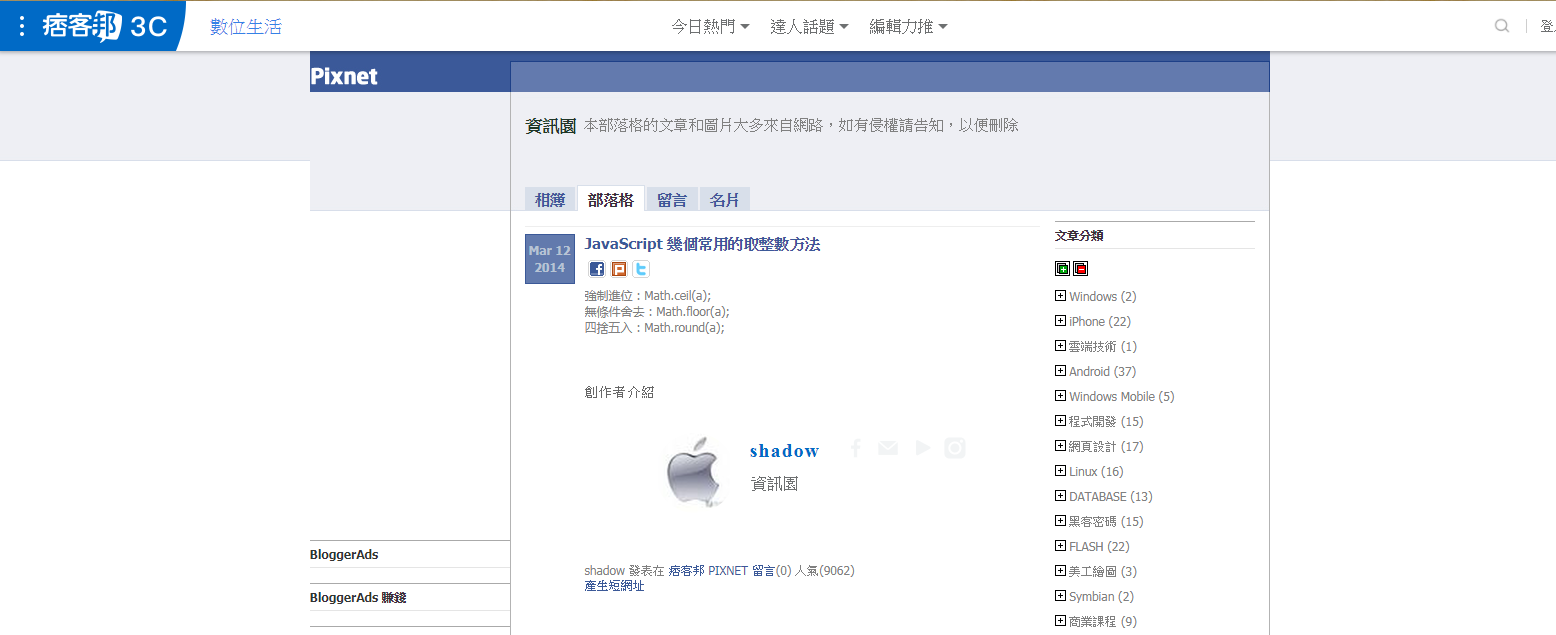 痞客邦 3C
數位生活
今日熱門
達人話題
編輯力推
Pixnet
資訊園 本部落格的文章和圖片大多來自網路，如有侵權請告知，以便刪除
相簿 部落格 留言 名片
Mar 12
2014
JavaScript 幾個常用的取整數方法
強制進位：Math.ceil(a);
無條件舍去：Math.floor(a);
四捨五入：Math.round(a);
創作者介紹
shadow
資訊園
shadow 發表在 痞客邦 PIXNET 留言(0) 人氣(9062)
產生短網址
BloggerAds
BloggerAds 賺錢
文章分類
Windows (2)
iPhone (22)
雲端技術 (1)
Android (37)
Windows Mobile (5)
程式開發 (15)
網頁設計 (17)
Linux (16)
DATABASE (13)
黑客密碼 (15)
FLASH (22)
美工繪圖 (3)
Symbian (2)
商業課程 (9)